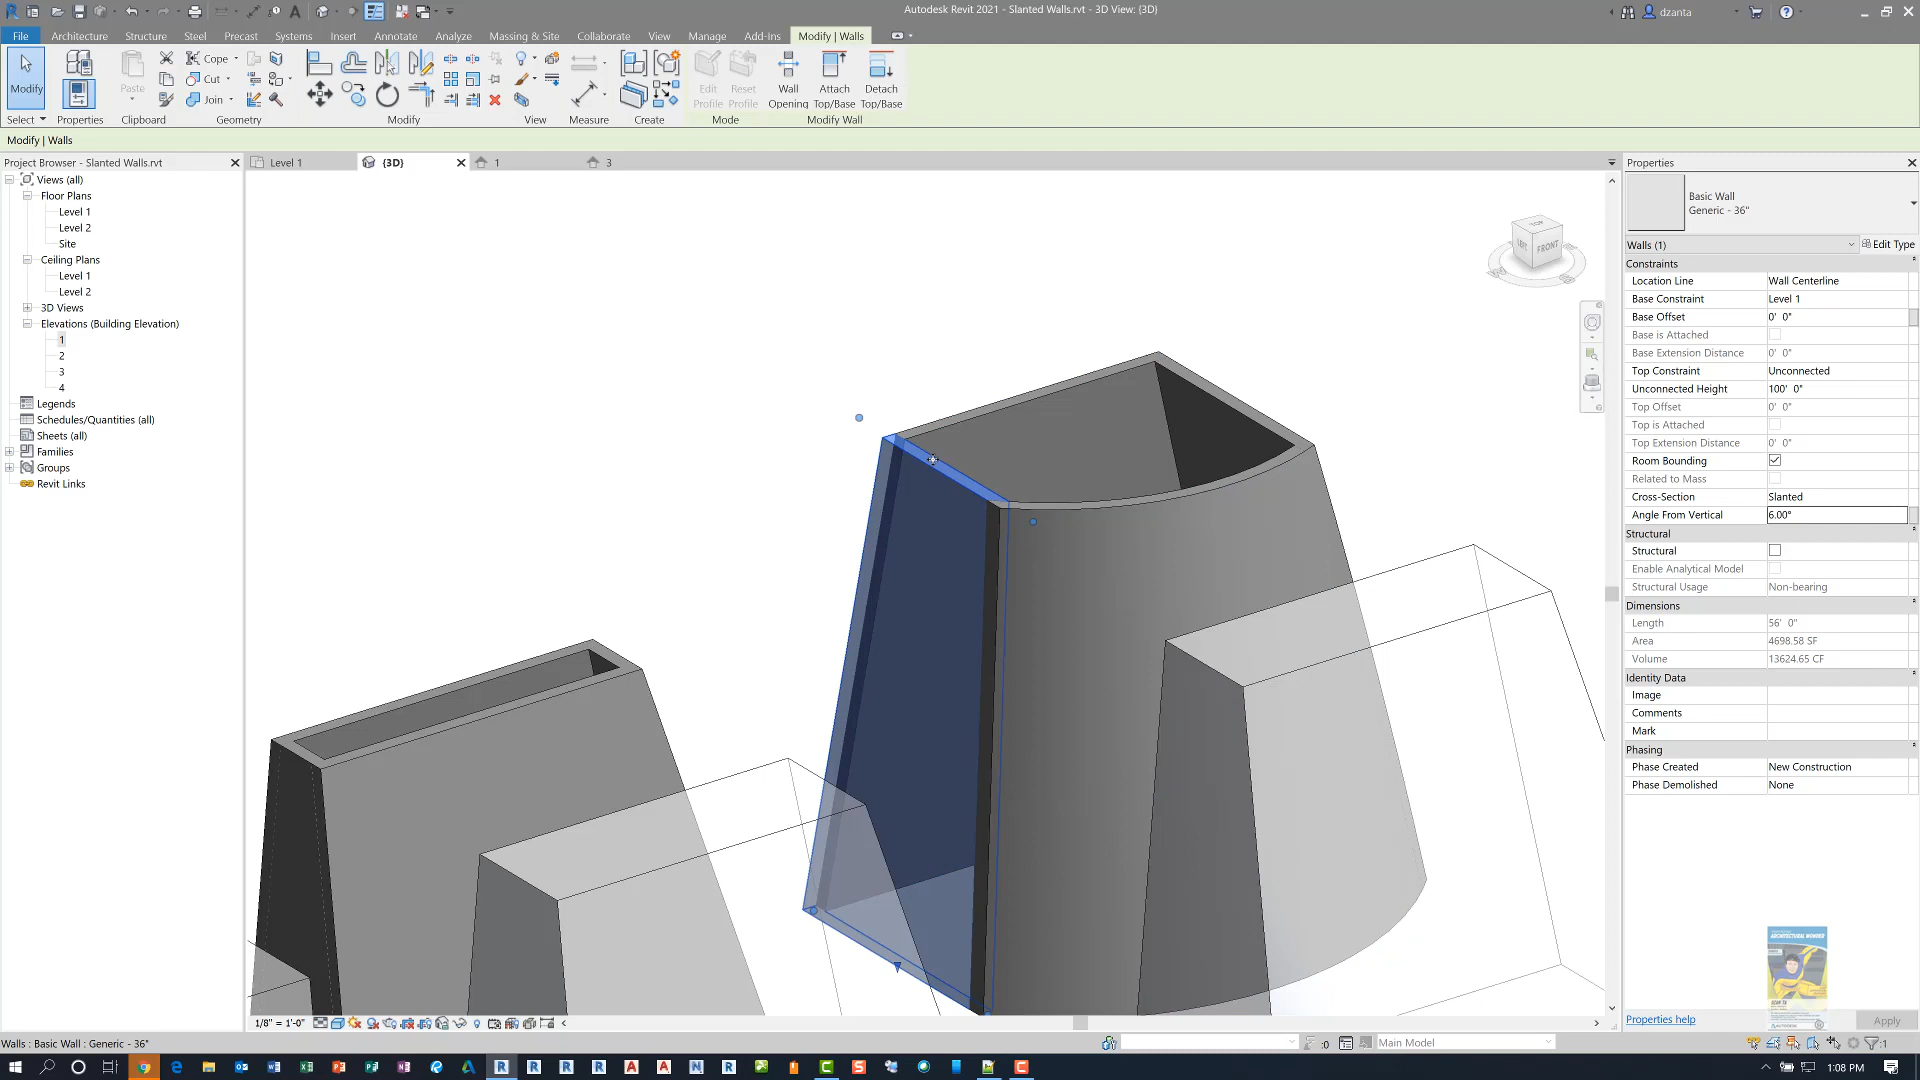 Autodesk Revit 2021 - Slanted Walls.rvt - 3D View: {3D}
dzanta
File Architecture Structure Steel Precast Systems Insert Annotate Analyze Massing & Site Collaborate View Manage Add-Ins Modify | Walls
Modify
Paste
Cope
Cut
Join
Edit Profile
Reset Profile
Wall Opening
Attach Top/Base
Detach Top/Base
Select Properties Clipboard Geometry Modify View Measure Create Mode Modify Wall
Modify | Walls
Project Browser - Slanted Walls.rvt
Level 1
{3D}
1
3
Views (all)
Floor Plans
Level 1
Level 2
Site
Ceiling Plans
Level 1
Level 2
3D Views
Elevations (Building Elevation)
1
2
3
4
Legends
Schedules/Quantities (all)
Sheets (all)
Families
Groups
Revit Links
TOP
LEFT
FRONT
Properties
Basic Wall
Generic - 36"
Walls (1)
Edit Type
Constraints
Location Line Wall Centerline
Base Constraint Level 1
Base Offset 0' 0"
Base is Attached
Base Extension Distance 0' 0"
Top Constraint Unconnected
Unconnected Height 100' 0"
Top Offset 0' 0"
Top is Attached
Top Extension Distance 0' 0"
Room Bounding
Related to Mass
Cross-Section Slanted
Angle From Vertical 6.00°
Structural
Structural
Enable Analytical Model
Structural Usage Non-bearing
Dimensions
Length 56' 0"
Area 4698.58 SF
Volume 13624.65 CF
Identity Data
Image
Comments
Mark
Phasing
Phase Created New Construction
Phase Demolished None
ARCHITECTURAL WONDER
AUTODESK
Properties help
Apply
1/8" = 1'-0"
Walls : Basic Wall : Generic - 36"
:0
Main Model
:1
1:08 PM